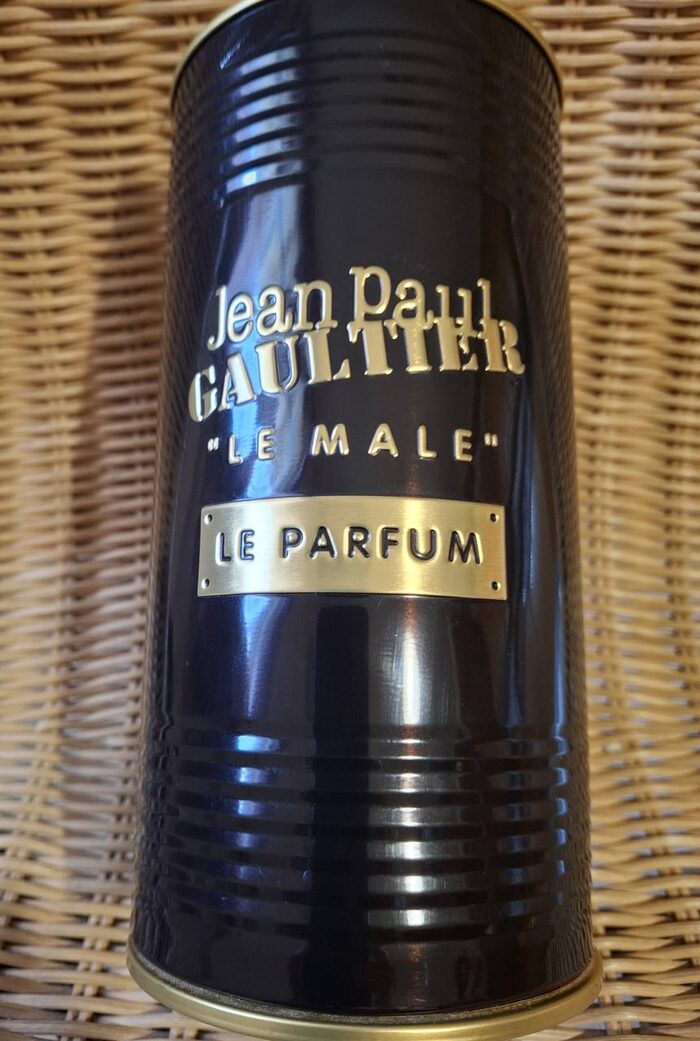 Jean Paul
GAULTIER
"LE MALE"
LE PARFUM